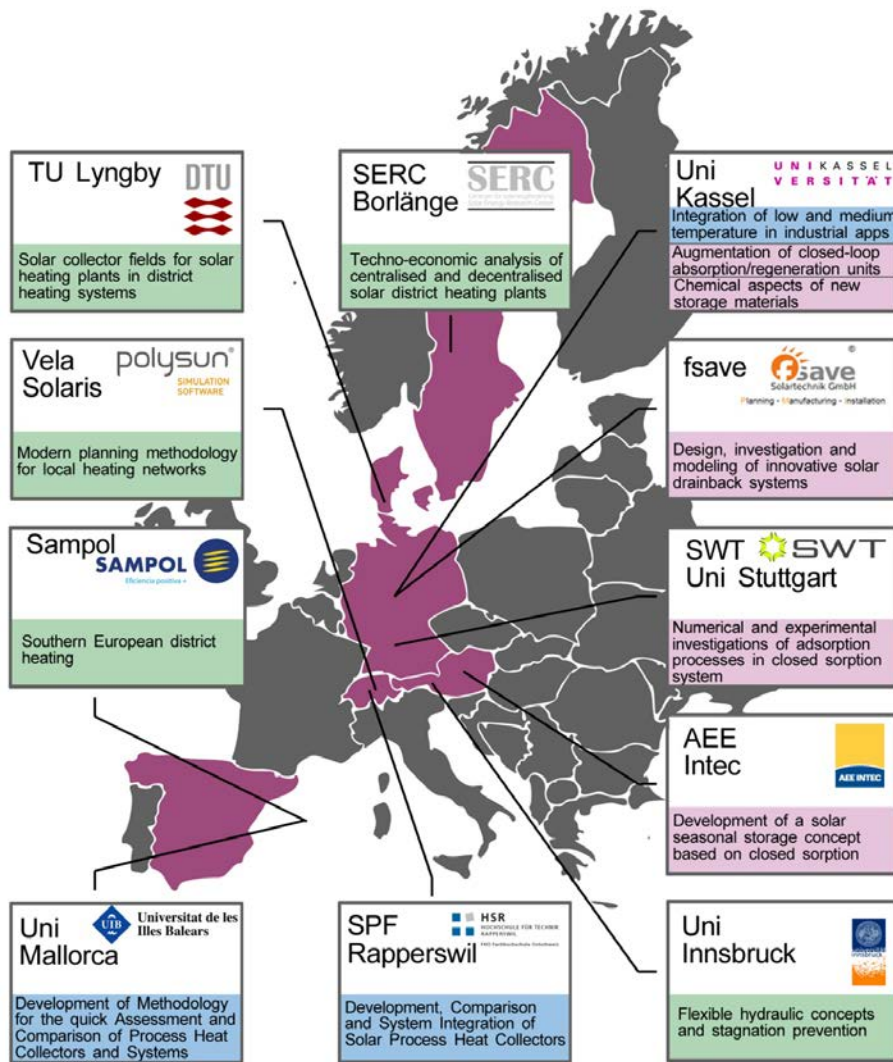 TU Lyngby
DTU
Solar collector fields for solar
heating plants in district
heating systems
SERC
Borlänge
SERC
Techno-economic analysis of
centralised and decentralised
solar district heating plants
Uni
Kassel
UNIKASSEL
VERSITÄT
Integration of low and medium
temperature in industrial apps
Augmentation of closed-loop
absorption/regeneration units
Chemical aspects of new
storage materials
Vela
Solaris
polysun®
SIMULATION
SOFTWARE
Modern planning methodology
for local heating networks
fsave
fsave ©
Solartechnik GmbH
Planning - Manufacturing - Installation
Design, investigation and
modeling of innovative solar
drainback systems
Sampol
SAMPOL
Eficiencia positiva +
Southern European district
heating
SWT
Uni Stuttgart
SWT
Numerical and experimental
investigations of adsorption
processes in closed sorption
system
AEE
Intec
AEE INTEC
Development of a solar
seasonal storage concept
based on closed sorption
Uni
Mallorca
UIB
Universitat de les
Illes Balears
Development of Methodology
for the quick Assessment and
Comparison of Process Heat
Collectors and Systems
SPF
Rapperswil
HSR
HOCHSCHULE FÜR TECHNIK
RAPPERSWIL
Development, Comparison
and System Integration of
Solar Process Heat Collectors
Uni
Innsbruck
innsbruck
Flexible hydraulic concepts
and stagnation prevention